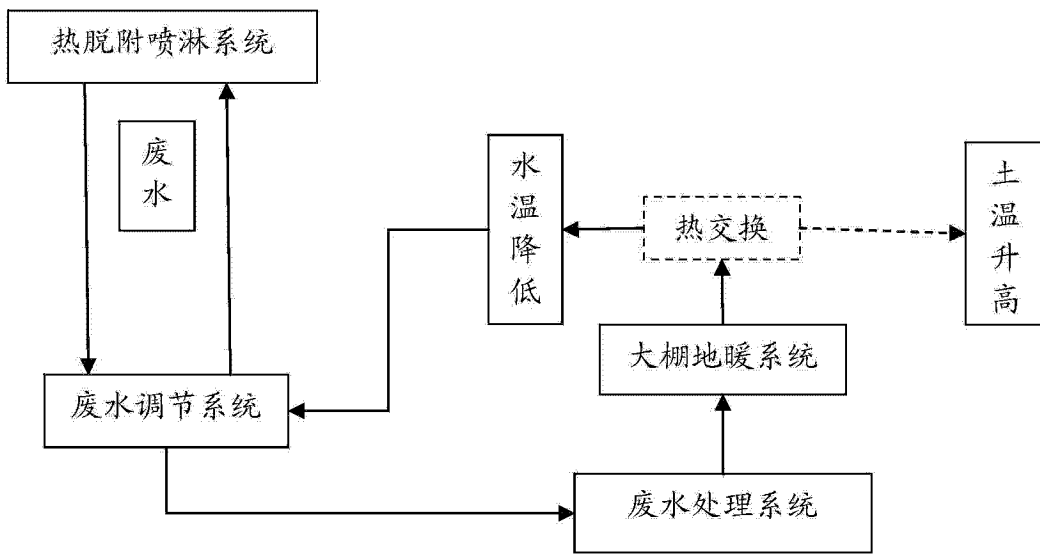 热脱附喷淋系统
废水
水温降低
热交换
土温升高
大棚地暖系统
废水调节系统
废水处理系统